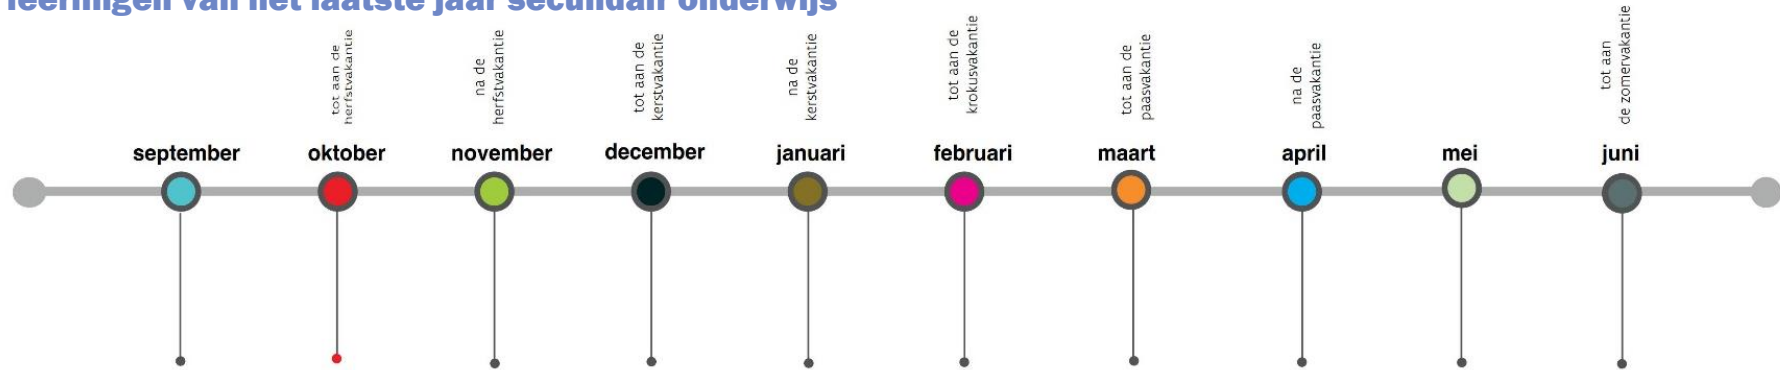 leerlingen van het laatste jaar secundair onderwijs
tot aan de
herfstvakantie
na de
herfstvakantie
tot aan de
kerstvakantie
na de
kerstvakantie
tot aan de
krokusvakantie
tot aan de
paasvakantie
na de
paasvakantie
tot aan
de zomervakantie
september
oktober
november
december
januari
februari
maart
april
mei
juni